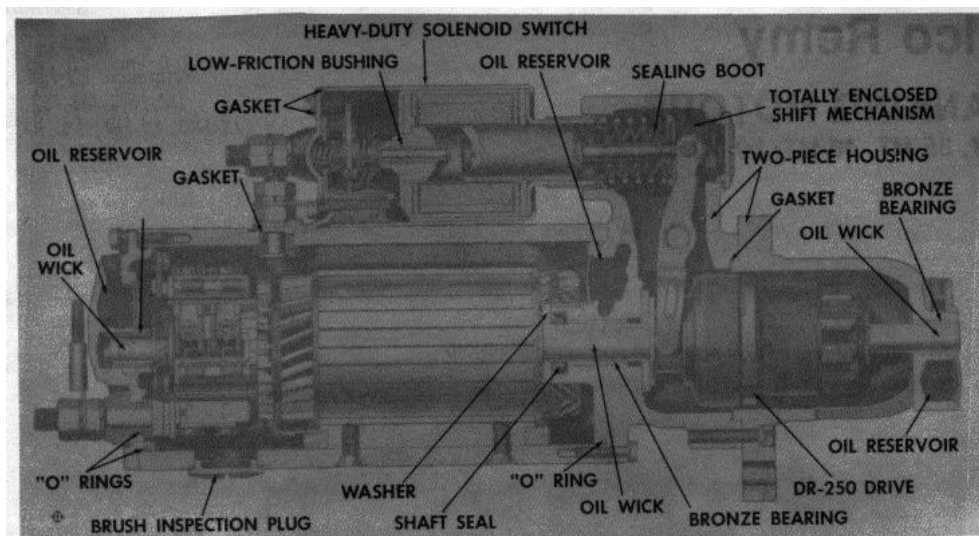 HEAVY-DUTY SOLENOID SWITCH
LOW-FRICTION BUSHING
OIL RESERVOIR
SEALING BOOT
GASKET
TOTALLY ENCLOSED
SHIFT MECHANISM
OIL RESERVOIR
GASKET
TWO-PIECE HOUSING
GASKET
BRONZE
BEARING
OIL WICK
OIL
WICK
"O" RINGS
BRUSH INSPECTION PLUG
WASHER
SHAFT SEAL
"O" RING
OIL WICK
BRONZE BEARING
DR-250 DRIVE
OIL RESERVOIR